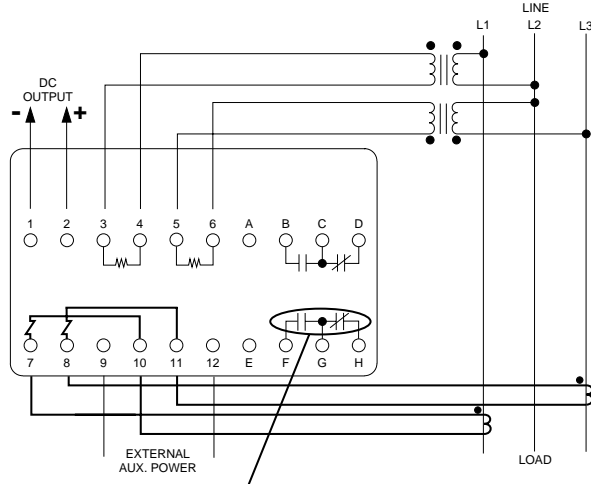 LINE
L1 L2 L3
DC
OUTPUT
- +
1 2 3 4 5 6 A B C D
7 8 9 10 11 12 E F G H
EXTERNAL
AUX. POWER
LOAD